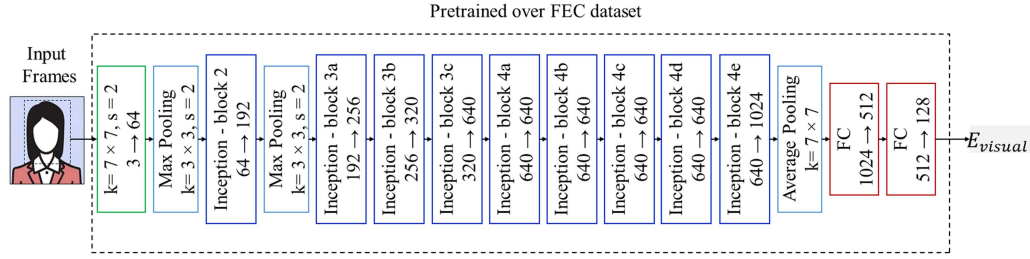 Pretrained over FEC dataset
Input
Frames
k= 7 × 7, s = 2
3 → 64
Max Pooling
k= 3 × 3, s = 2
Inception - block 2
64 → 192
Max Pooling
k= 3 × 3, s = 2
Inception - block 3a
192 → 256
Inception - block 3b
256 → 320
Inception - block 3c
320 → 640
Inception - block 4a
640 → 640
Inception - block 4b
640 → 640
Inception - block 4c
640 → 640
Inception - block 4d
640 → 640
Inception - block 4e
640 → 1024
Average Pooling
k= 7 × 7
FC
1024 → 512
FC
512 → 128
E_visual